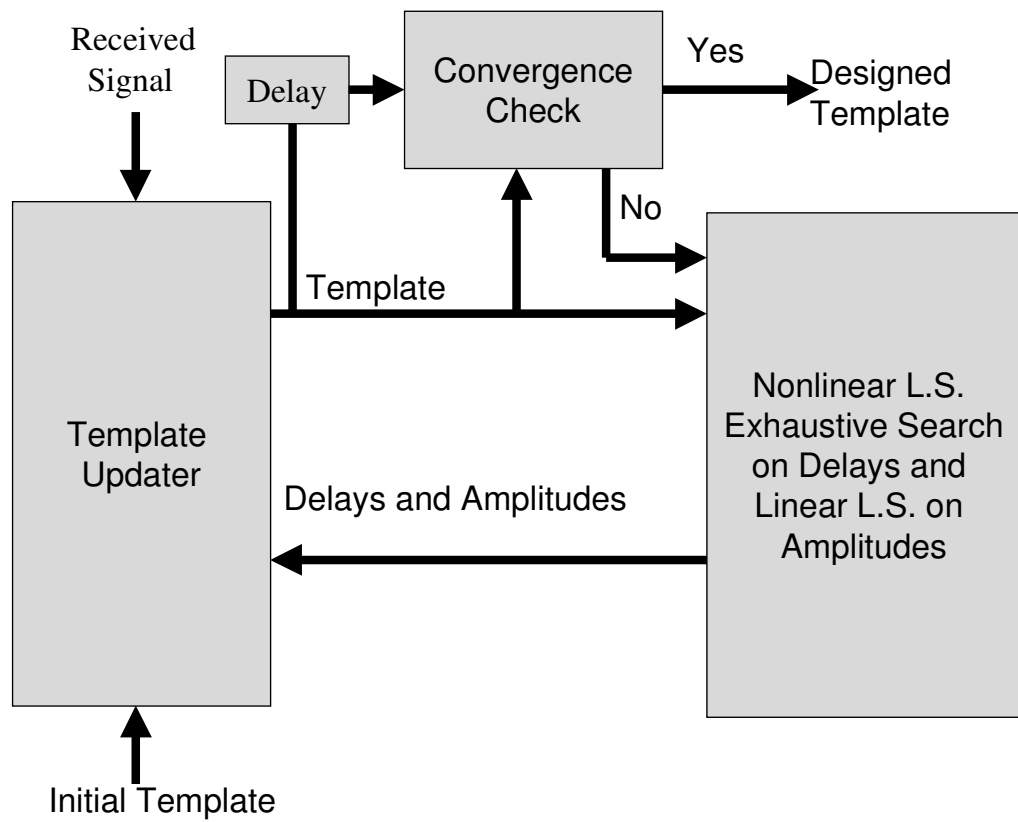 Received
Signal
Delay
Convergence
Check
Yes
Designed
Template
No
Template
Template
Updater
Delays and Amplitudes
Nonlinear L.S.
Exhaustive Search
on Delays and
Linear L.S. on
Amplitudes
Initial Template